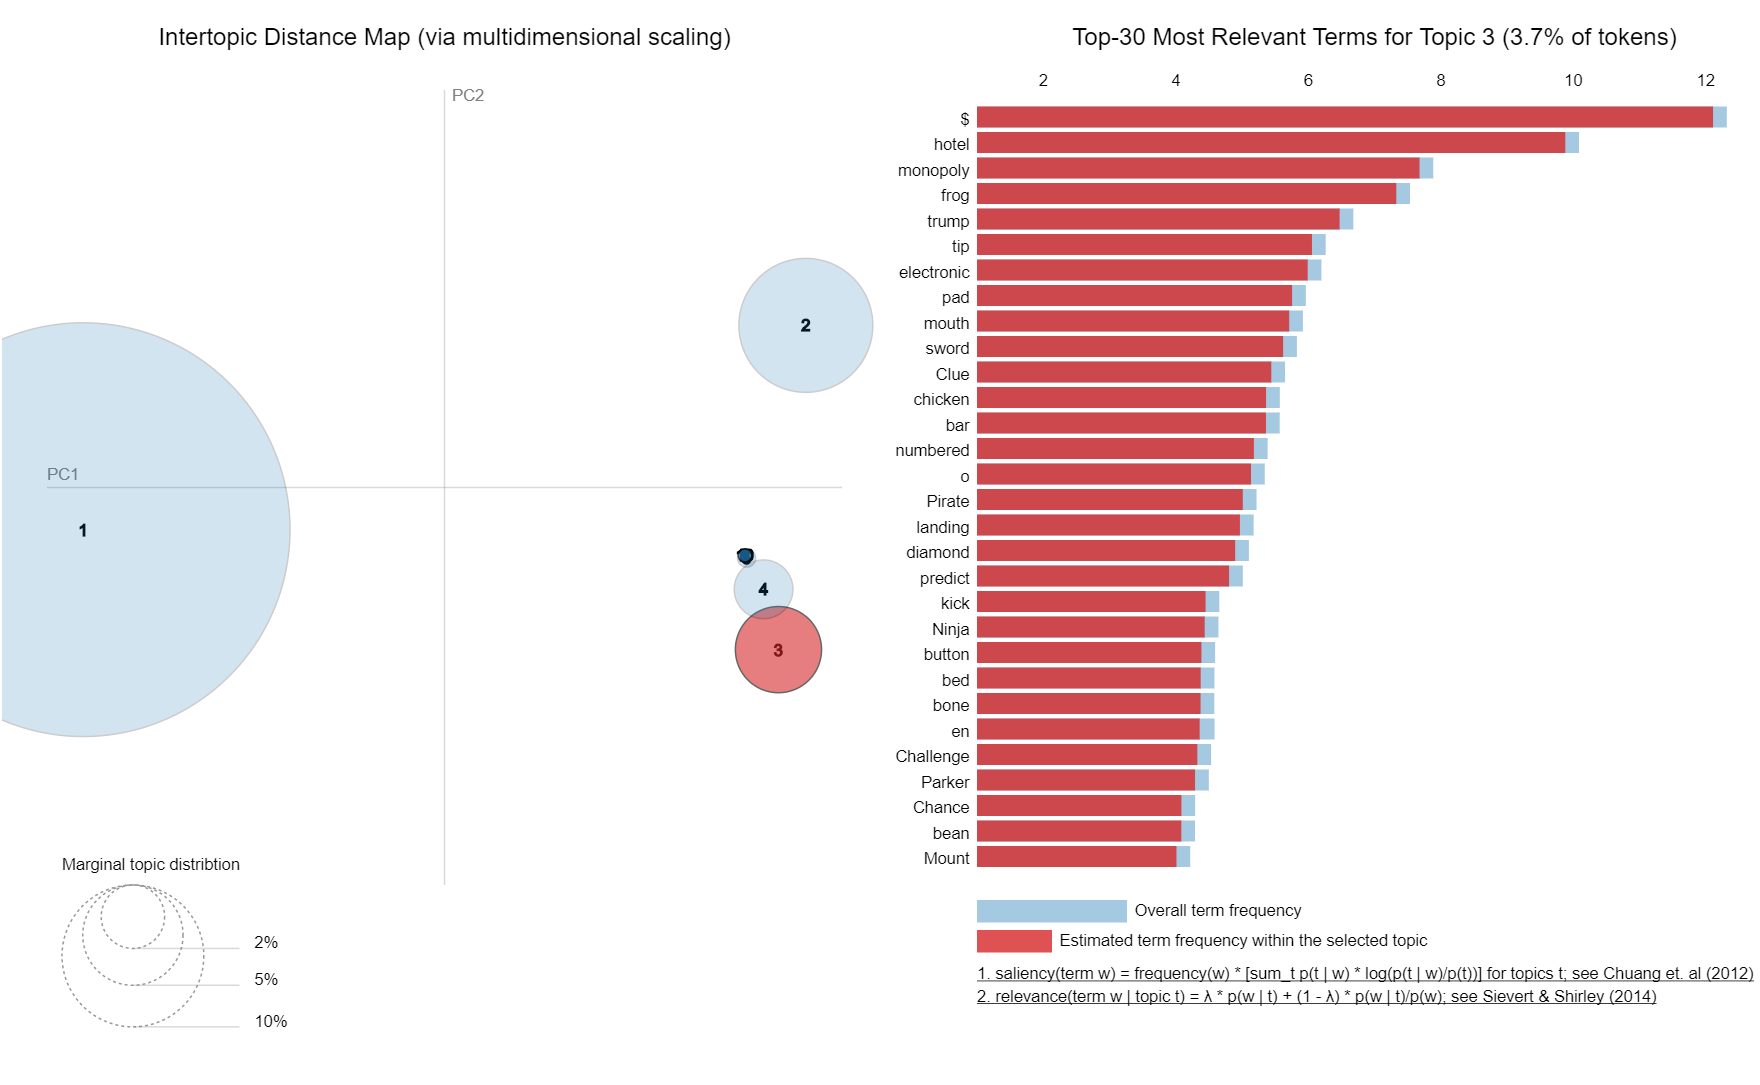 Intertopic Distance Map (via multidimensional scaling)
PC2
PC1
1
2
4
3
Marginal topic distribtion
2%
5%
10%
Top-30 Most Relevant Terms for Topic 3 (3.7% of tokens)
2 4 6 8 10 12
$
hotel
monopoly
frog
trump
tip
electronic
pad
mouth
sword
Clue
chicken
bar
numbered
o
Pirate
landing
diamond
predict
kick
Ninja
button
bed
bone
en
Challenge
Parker
Chance
bean
Mount
Overall term frequency
Estimated term frequency within the selected topic
1. saliency(term w) = frequency(w) * [sum_t p(t | w) * log(p(t | w)/p(t))] for topics t; see Chuang et. al (2012)
2. relevance(term w | topic t) = λ * p(w | t) + (1 - λ) * p(w | t)/p(w); see Sievert & Shirley (2014)